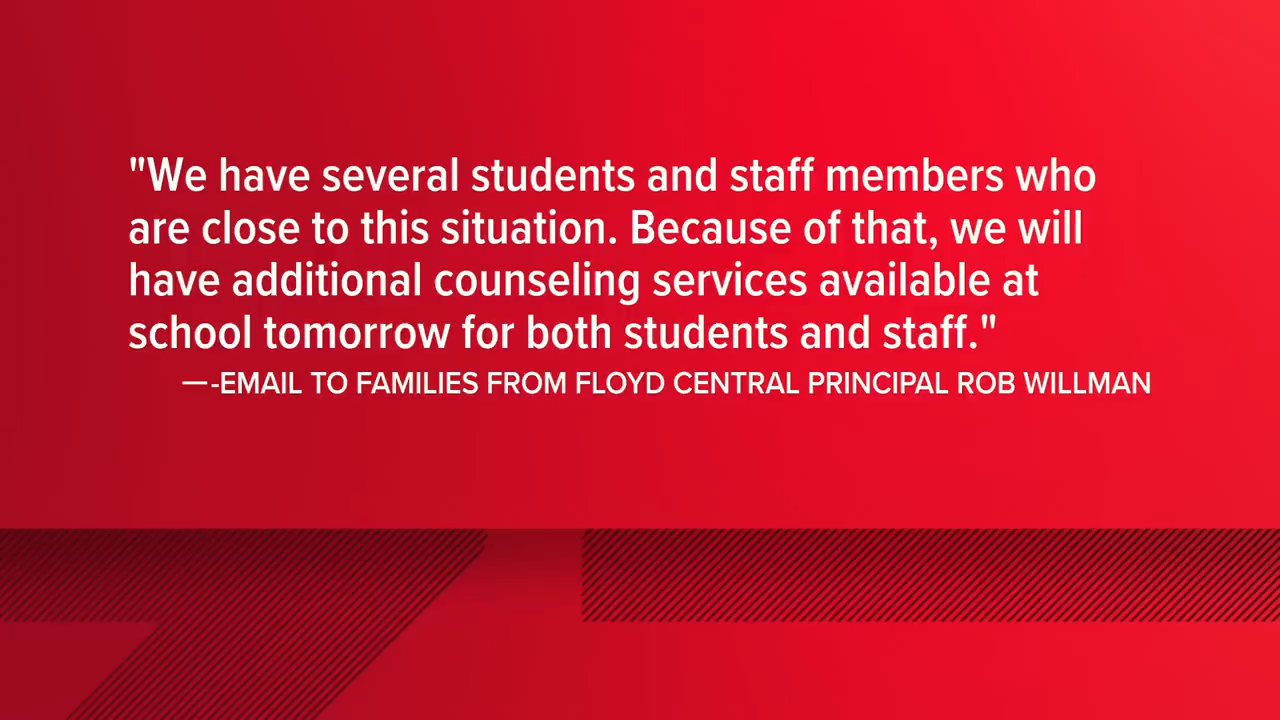 "We have several students and staff members who
are close to this situation. Because of that, we will
have additional counseling services available at
school tomorrow for both students and staff."
—-EMAIL TO FAMILIES FROM FLOYD CENTRAL PRINCIPAL ROB WILLMAN